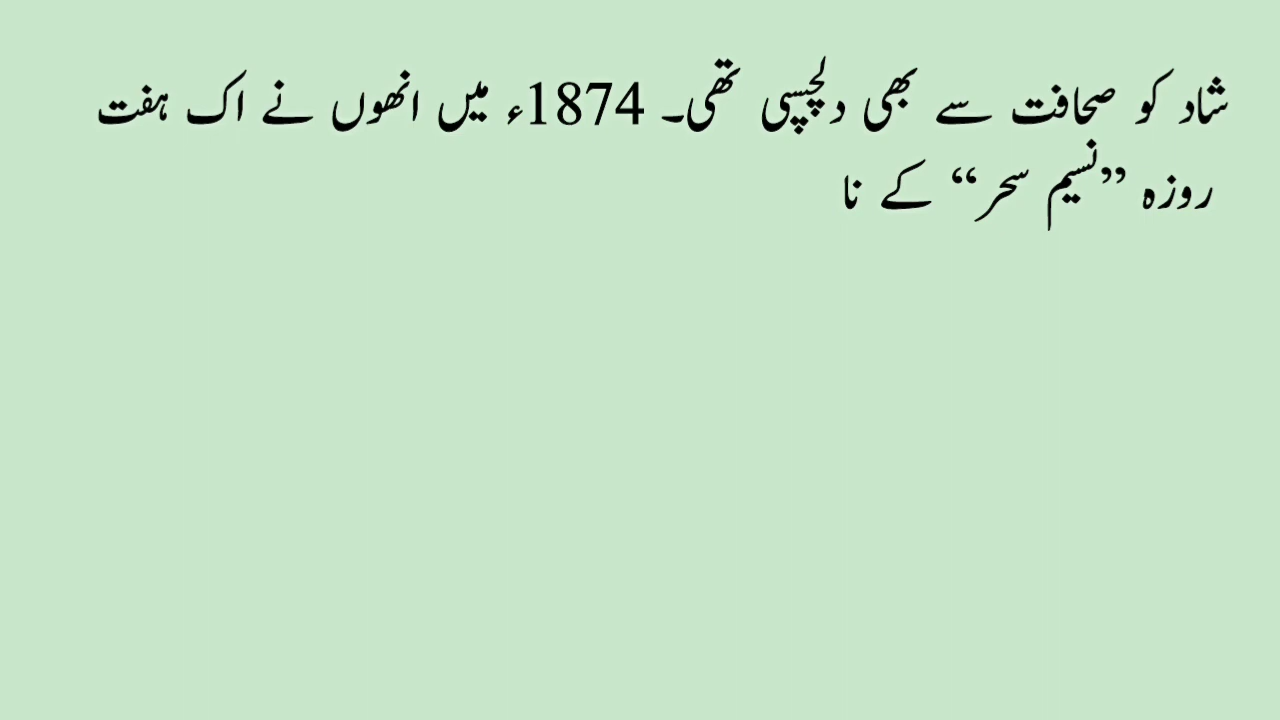 شاد کو صحافت سے بھی دلچسپی تھی۔ 1874ء میں انھوں نے اک ہفت
روزہ ’’نسیم سحر‘‘ کے نا